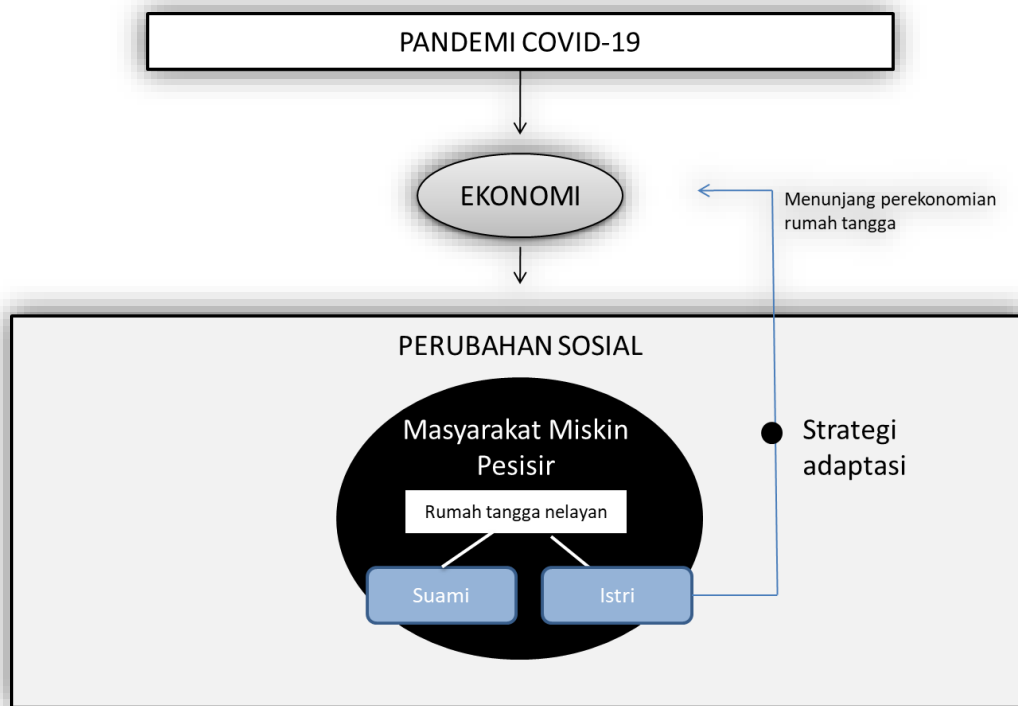 PANDEMI COVID-19
EKONOMI
Menunjang perekonomian
rumah tangga
PERUBAHAN SOSIAL
Masyarakat Miskin
Pesisir
Strategi
adaptasi
Rumah tangga nelayan
Suami
Istri